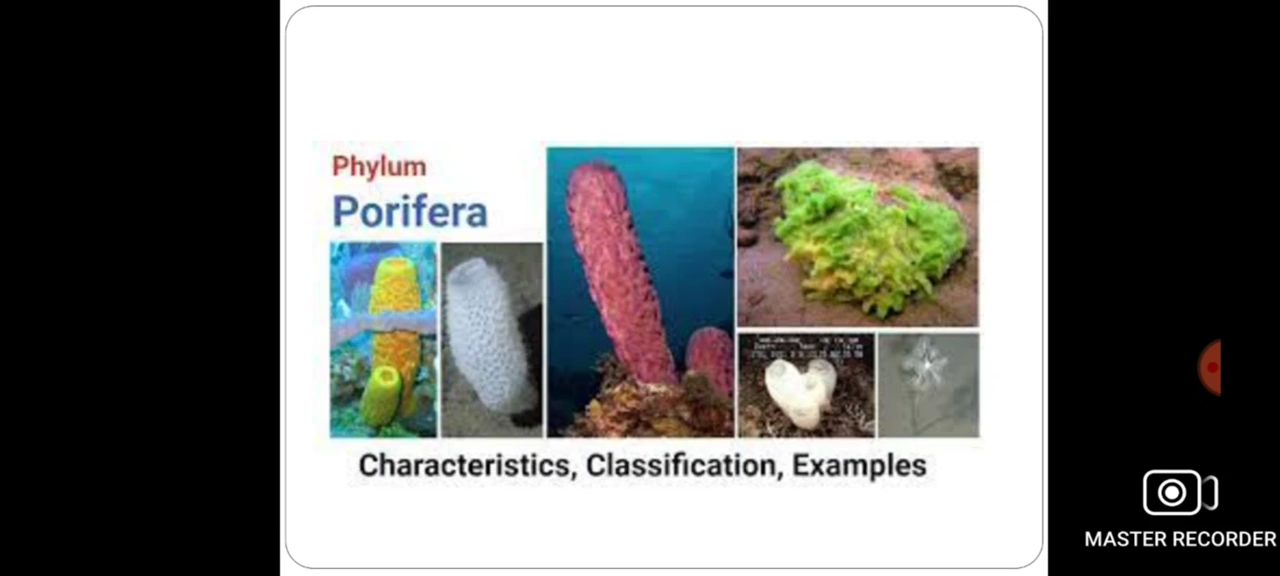 Phylum
Porifera
Characteristics, Classification, Examples
MASTER RECORDER